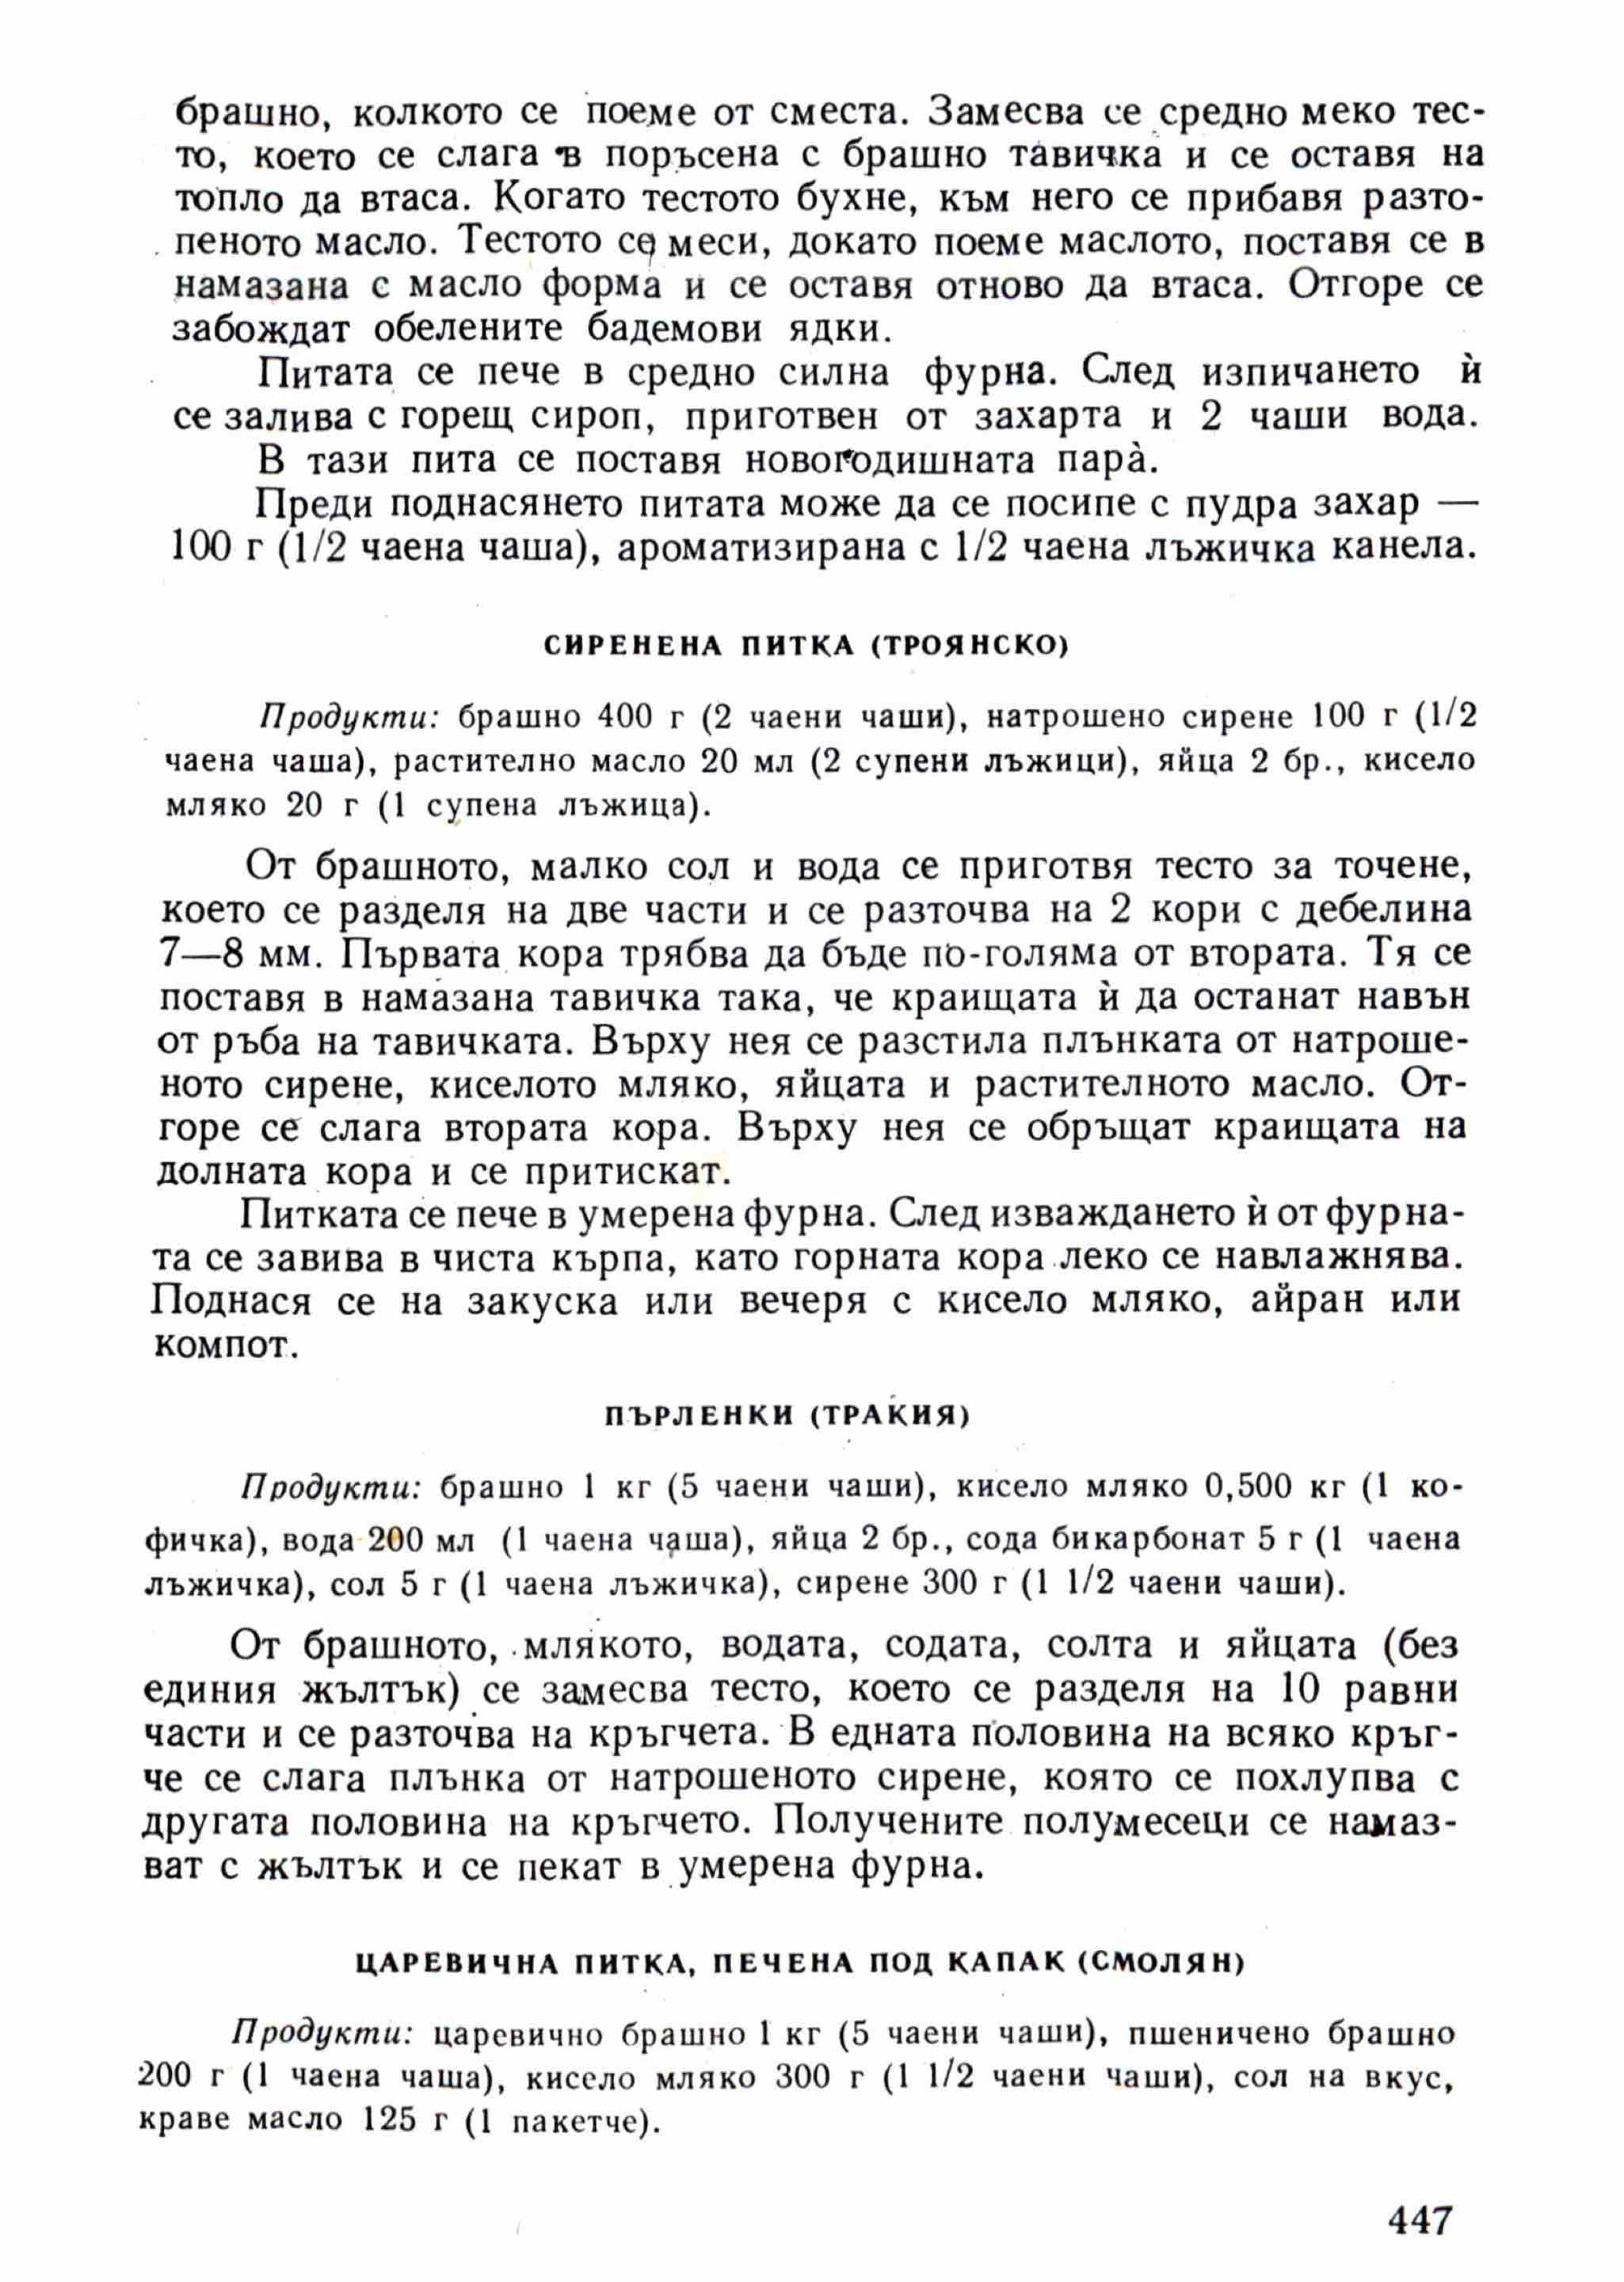 брашно, колкото се поеме от сместа. Замесва се средно меко тес-
то, което се слага в поръсена с брашно тавичка и се оставя на
топло да втаса. Когато тестото бухне, към него се прибавя разто-
пеното масло. Тестото се меси, докато поеме маслото, поставя се в
намазана с масло форма и се оставя отново да втаса. Отгоре се
забождат обелените бадемови ядки.
Питата се пече в средно силна фурна. След изпичането ѝ
се залива с горещ сироп, приготвен от захарта и 2 чаши вода.
В тази пита се поставя новогодишната пара̀.
Преди поднасянето питата може да се посипе с пудра захар —
100 г (1/2 чаена чаша), ароматизирана с 1/2 чаена лъжичка канела.
СИРЕНЕНА ПИТКА (ТРОЯНСКО)
Продукти: брашно 400 г (2 чаени чаши), натрошено сирене 100 г (1/2
чаена чаша), растително масло 20 мл (2 супени лъжици), яйца 2 бр., кисело
мляко 20 г (1 супена лъжица).
От брашното, малко сол и вода се приготвя тесто за точене,
което се разделя на две части и се разточва на 2 кори с дебелина
7—8 мм. Първата кора трябва да бъде по-голяма от втората. Тя се
поставя в намазана тавичка така, че краищата ѝ да останат навън
от ръба на тавичката. Върху нея се разстила плънката от натроше-
ното сирене, киселото мляко, яйцата и растителното масло. От-
горе се слага втората кора. Върху нея се обръщат краищата на
долната кора и се притискат.
Питката се пече в умерена фурна. След изваждането ѝ от фурна-
та се завива в чиста кърпа, като горната кора леко се навлажнява.
Поднася се на закуска или вечеря с кисело мляко, айран или
компот.
ПЪРЛЕНКИ (ТРАКИЯ)
Продукти: брашно 1 кг (5 чаени чаши), кисело мляко 0,500 кг (1 ко-
фичка), вода 200 мл (1 чаена чаша), яйца 2 бр., сода бикарбонат 5 г (1 чаена
лъжичка), сол 5 г (1 чаена лъжичка), сирене 300 г (1 1/2 чаени чаши).
От брашното, млякото, водата, содата, солта и яйцата (без
единия жълтък) се замесва тесто, което се разделя на 10 равни
части и се разточва на кръгчета. В едната половина на всяко кръг-
че се слага плънка от натрошеното сирене, която се похлупва с
другата половина на кръгчето. Получените полумесеци се намаз-
ват с жълтък и се пекат в умерена фурна.
ЦАРЕВИЧНА ПИТКА, ПЕЧЕНА ПОД КАПАК (СМОЛЯН)
Продукти: царевично брашно 1 кг (5 чаени чаши), пшеничено брашно
200 г (1 чаена чаша), кисело мляко 300 г (1 1/2 чаени чаши), сол на вкус,
краве масло 125 г (1 пакетче).
447